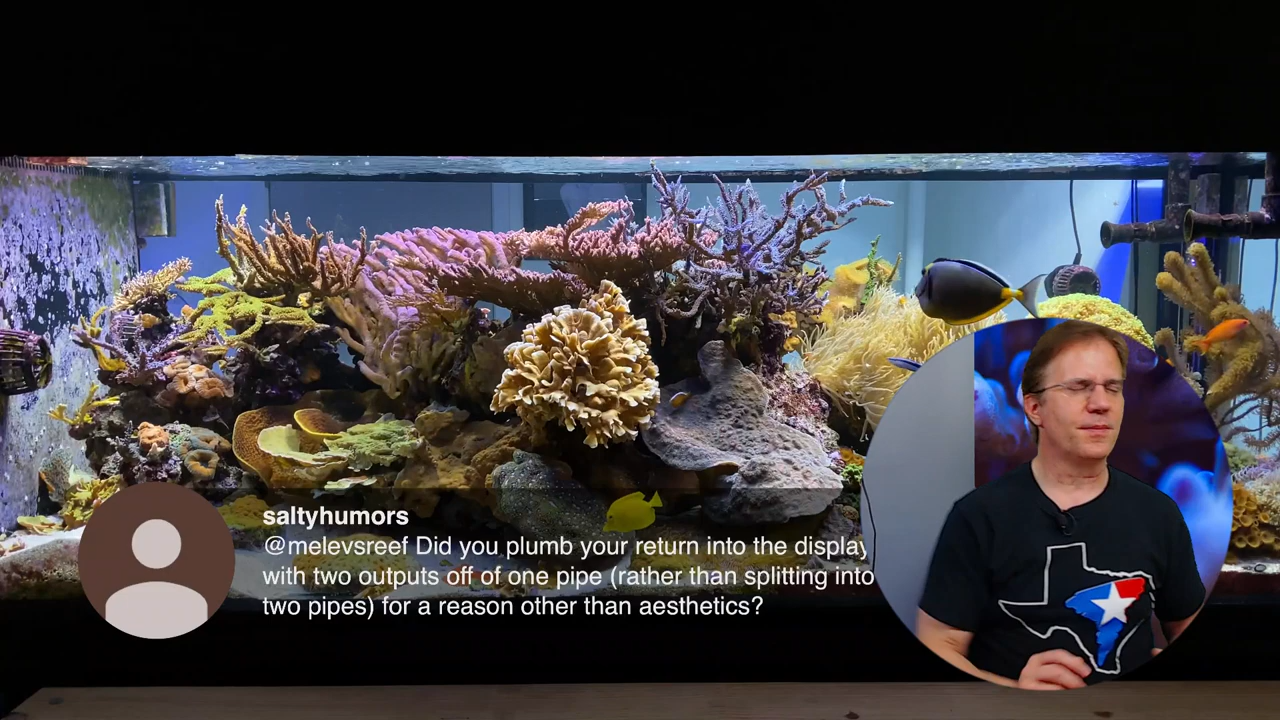 saltyhumors
@melevsreef Did you plumb your return into the display
with two outputs off of one pipe (rather than splitting into
two pipes) for a reason other than aesthetics?